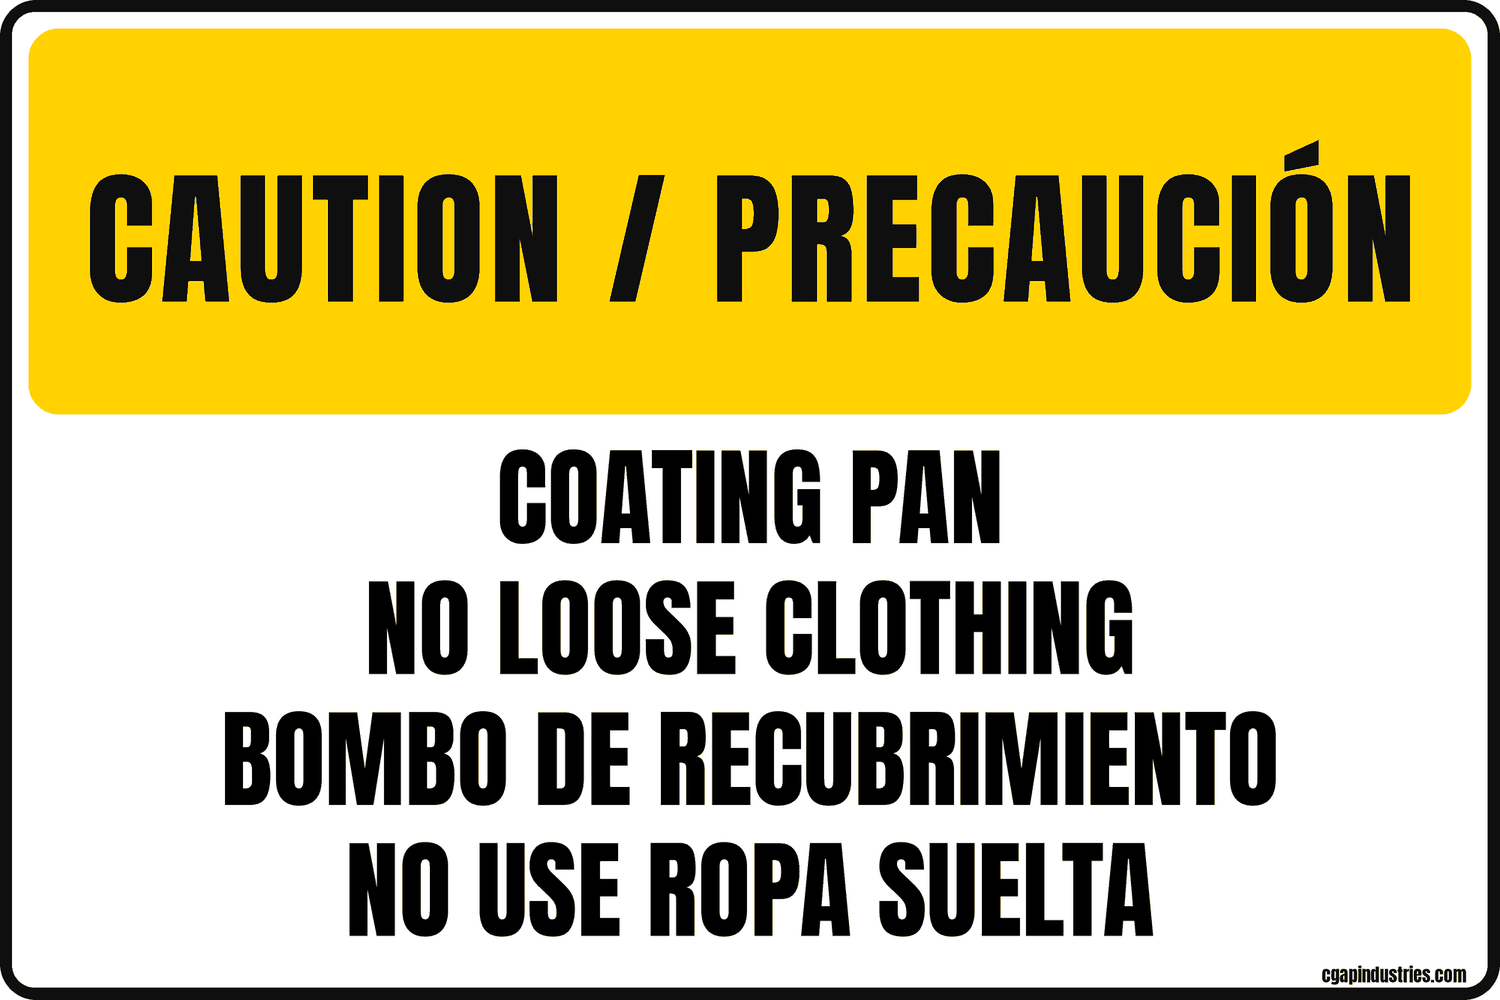 CAUTION / PRECAUCIÓN
COATING PAN
NO LOOSE CLOTHING
BOMBO DE RECUBRIMIENTO
NO USE ROPA SUELTA
cgapindustries.com